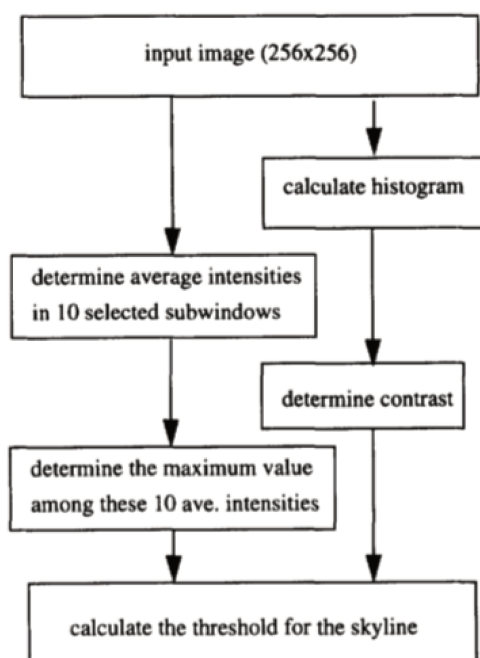 input image (256x256)
calculate histogram
determine average intensities
in 10 selected subwindows
determine contrast
determine the maximum value
among these 10 ave. intensities
calculate the threshold for the skyline